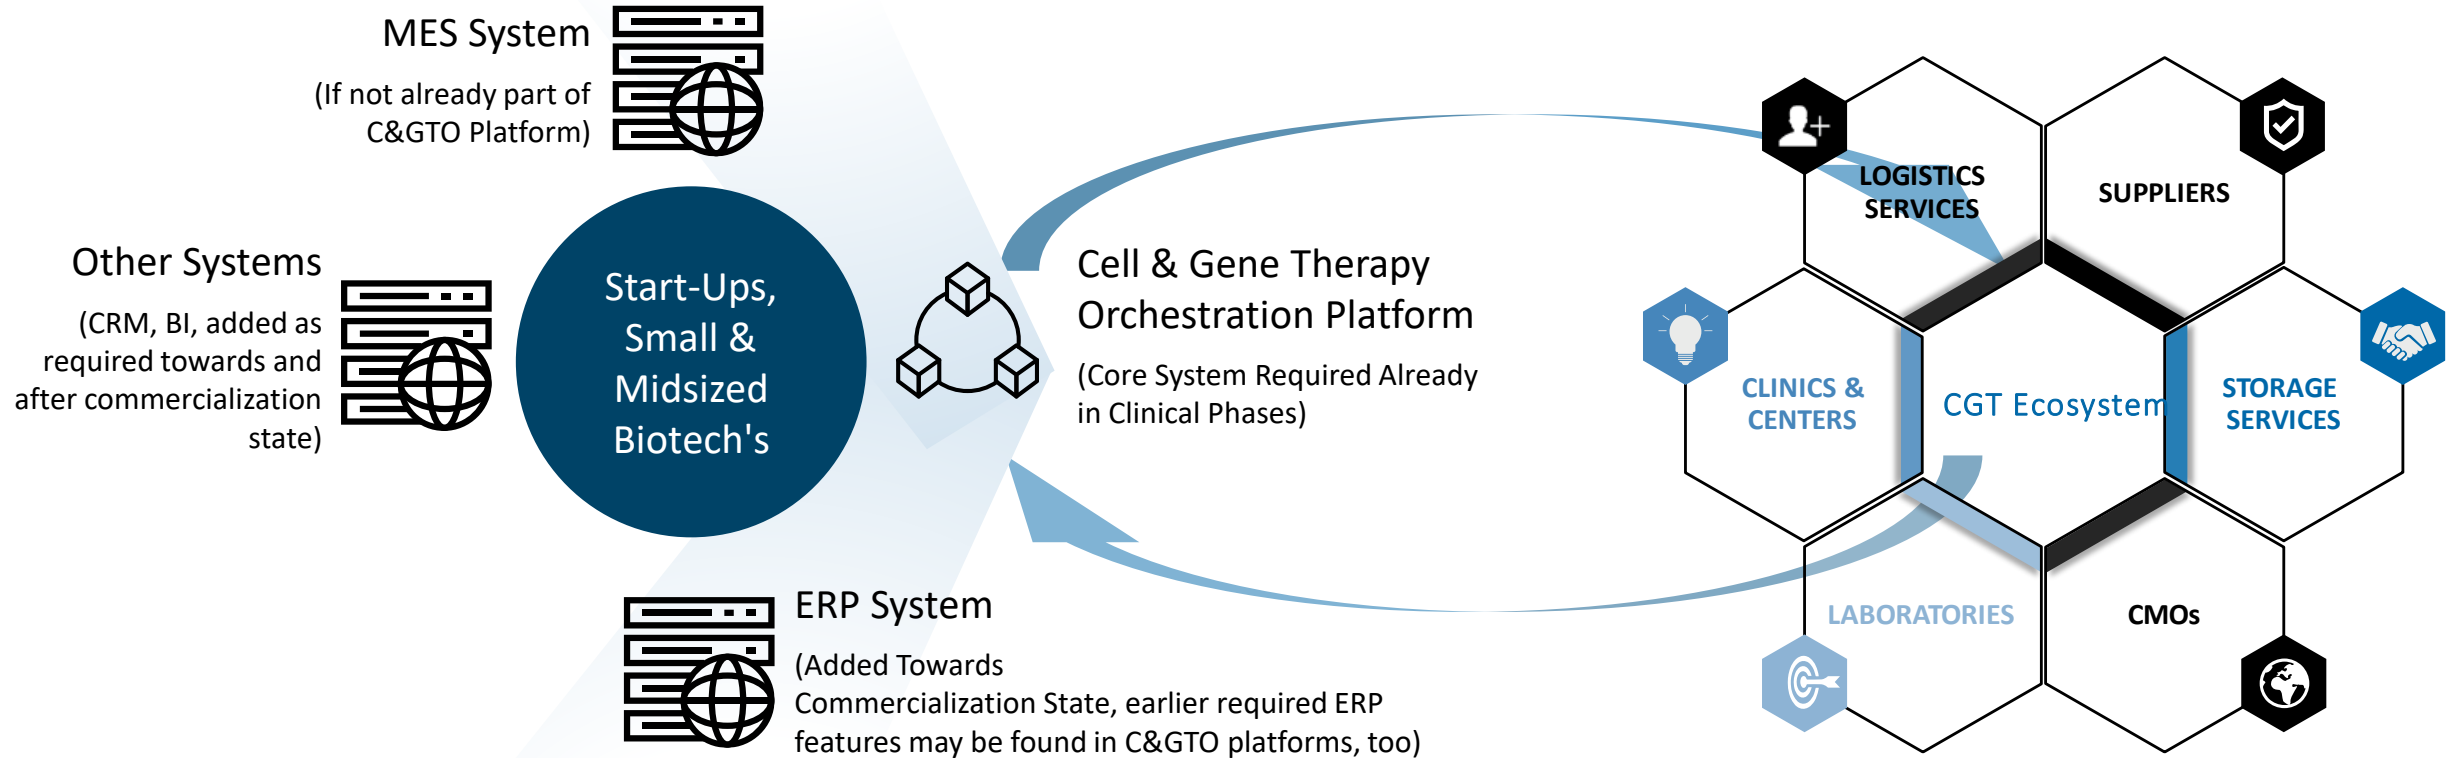 MES System
(If not already part of
C&GTO Platform)
Other Systems
(CRM, BI, added as
required towards and
after commercialization
state)
Start-Ups,
Small &
Midsized
Biotech's
Cell & Gene Therapy
Orchestration Platform
(Core System Required Already
in Clinical Phases)
ERP System
(Added Towards
Commercialization State, earlier required ERP
features may be found in C&GTO platforms, too)
LOGISTICS
SERVICES
SUPPLIERS
CLINICS &
CENTERS
CGT Ecosystem
STORAGE
SERVICES
LABORATORIES
CMOs